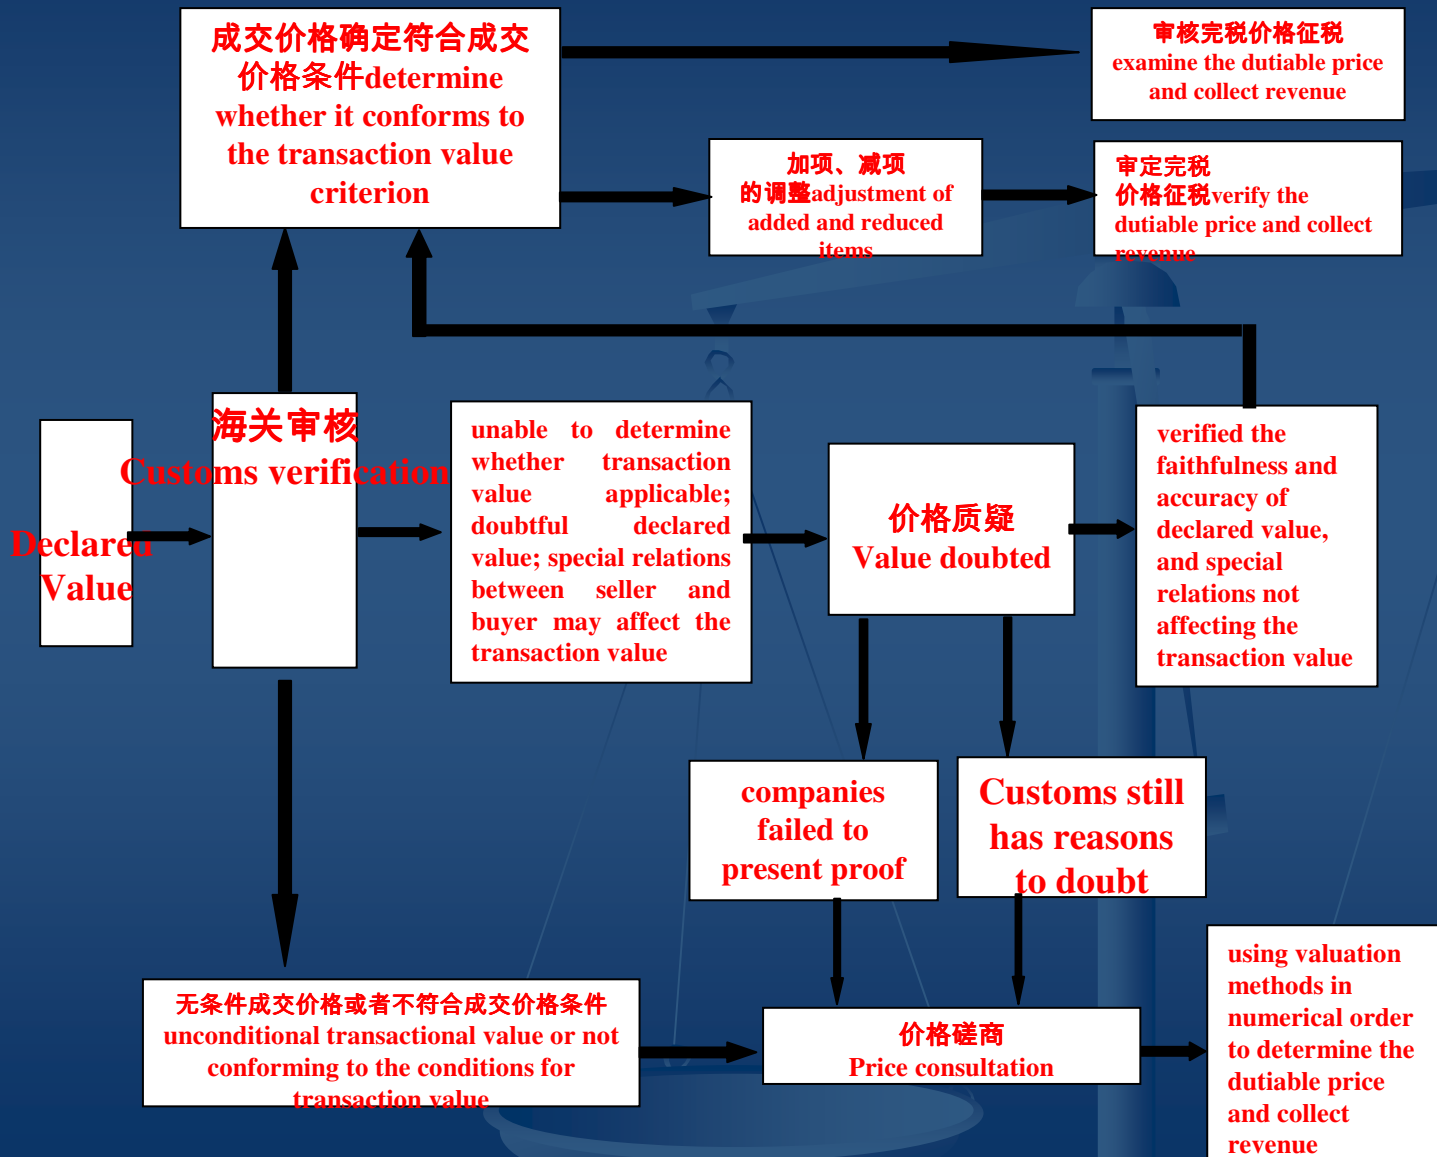 成交价格确定符合成交
价格条件determine
whether it conforms to
the transaction value
criterion
审核完税价格征税
examine the dutiable price
and collect revenue
加项、减项
的调整adjustment of
added and reduced
items
审定完税
价格征税verify the
dutiable price and collect
revenue
Declared
Value
海关审核
Customs verification
unable to determine
whether transaction
value applicable;
doubtful declared
value; special relations
between seller and
buyer may affect the
transaction value
价格质疑
Value doubted
verified the
faithfulness and
accuracy of
declared value,
and special
relations not
affecting the
transaction value
companies
failed to
present proof
Customs still
has reasons
to doubt
无条件成交价格或者不符合成交价格条件
unconditional transactional value or not
conforming to the conditions for
transaction value
价格磋商
Price consultation
using valuation
methods in
numerical order
to determine the
dutiable price
and collect
revenue